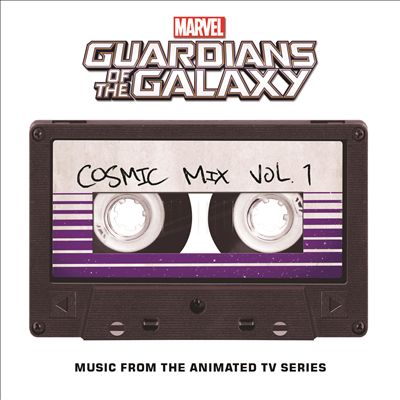 MARVEL
GUARDIANS
OF THE GALAXY
COSMIC MIX VOL. 1
MUSIC FROM THE ANIMATED TV SERIES